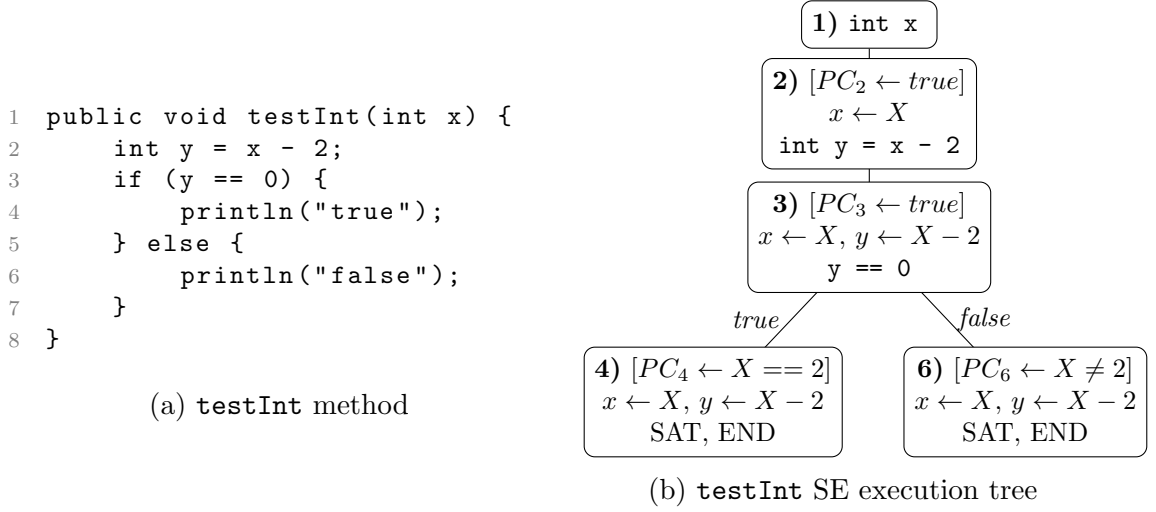 1 public void testInt(int x) {
2 int y = x - 2;
3 if (y == 0) {
4 println("true");
5 } else {
6 println("false");
7 }
8 }
(a) testInt method
1) int x
2) [PC₂ ← true]
x ← X
int y = x - 2
3) [PC₃ ← true]
x ← X, y ← X − 2
y == 0
true
false
4) [PC₄ ← X == 2]
x ← X, y ← X − 2
SAT, END
6) [PC₆ ← X ≠ 2]
x ← X, y ← X − 2
SAT, END
(b) testInt SE execution tree